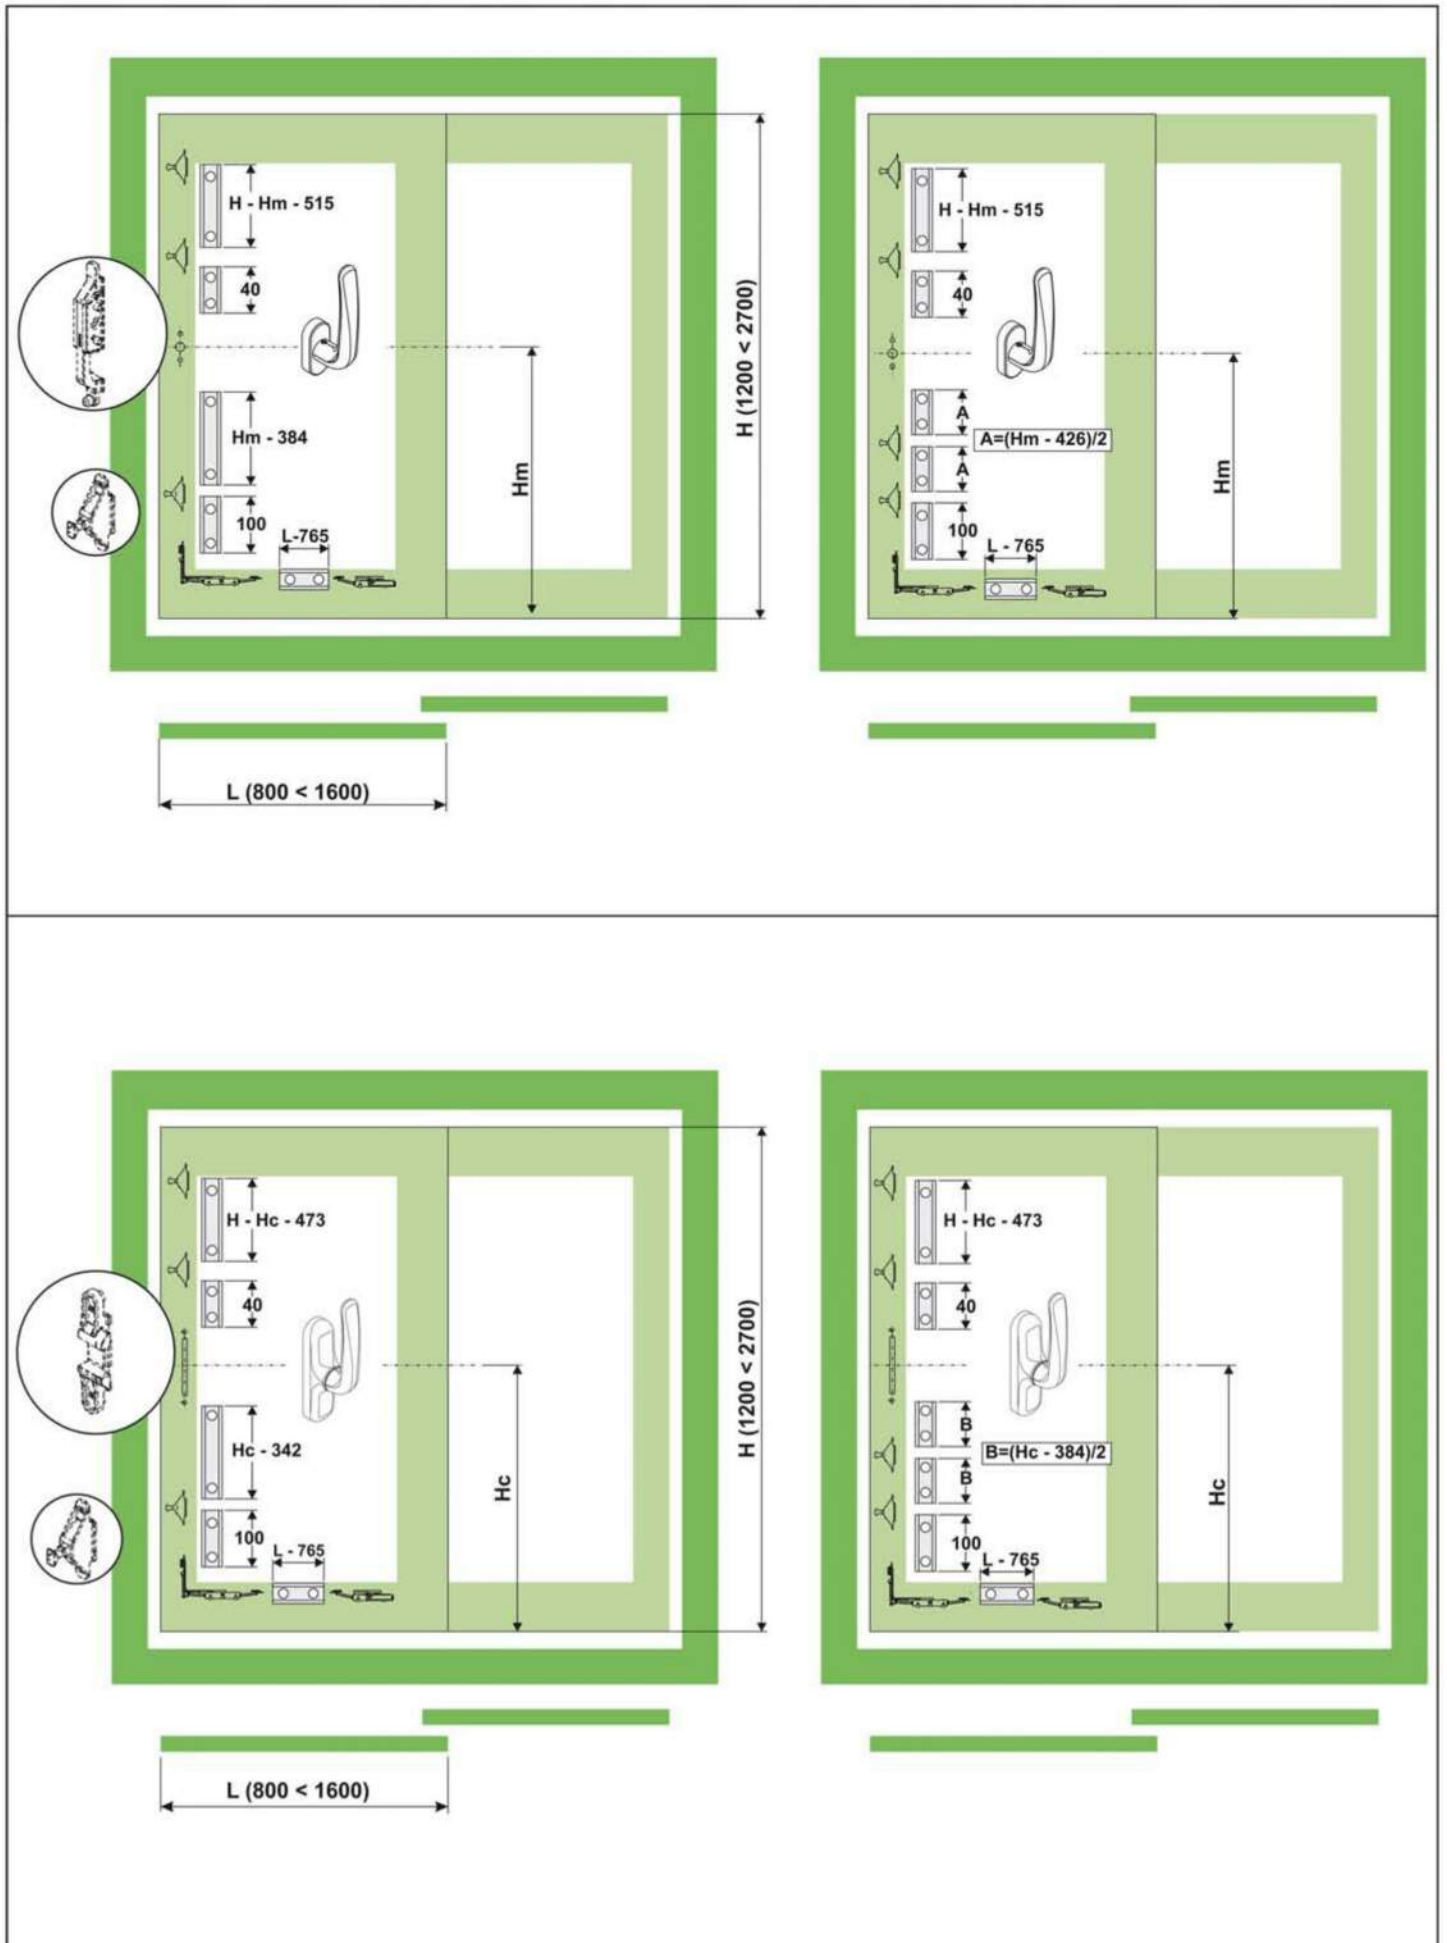 H - Hm - 515
40
Hm - 384
100
L-765
Hm
H (1200 < 2700)
L (800 < 1600)
H - Hm - 515
40
A
A=(Hm - 426)/2
A
100
L - 765
Hm
H - Hc - 473
40
Hc - 342
100
L - 765
Hc
H (1200 < 2700)
L (800 < 1600)
H - Hc - 473
40
B
B=(Hc - 384)/2
B
100
L - 765
Hc